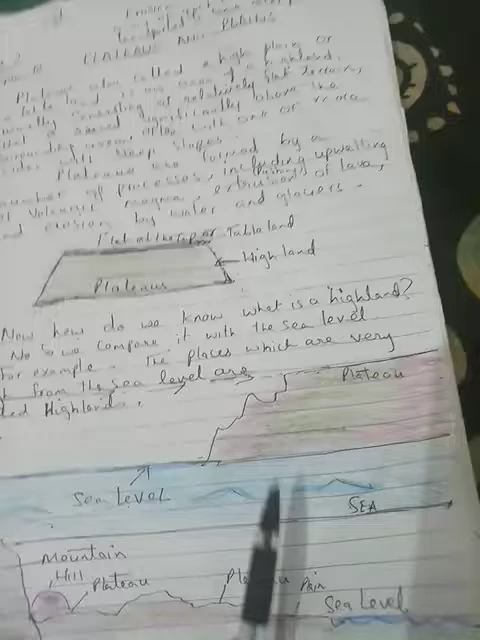 PLATEAUS AND PLAINS
Plateau also called a high plain or
a table land is an area of a highland,
usually consisting of relatively flat terrain,
that is raised significantly above the
surrounding area, often with one or more
sides with steep slopes.
Plateaus are formed by a
number of processes, including upwelling
of volcanic magma, extrusion of lava,
and erosion by water and glaciers.
Flat at the top or Table land
High land
Plateaus
Now how do we know what is a highland?
No so we compare it with the sea level
for example. The places which are very
from the sea level are
Highlands.
Plateau
Sea Level
SEA
Mountain
Hill
Plateau
Plateau
Plain
Sea Level